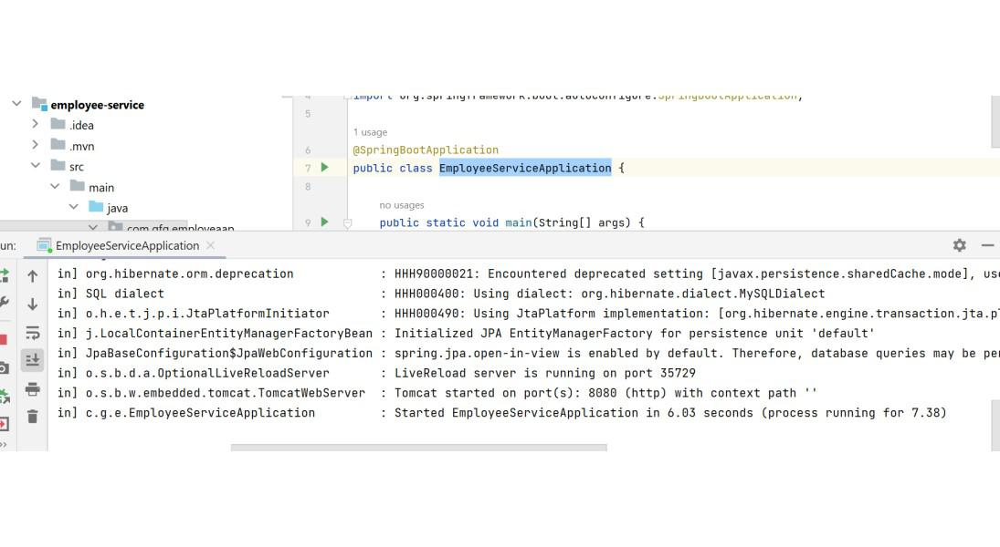 employee-service
.idea
.mvn
src
main
java
com.gfg.employeaap
4 import org.springframework.boot.autoconfigure.SpringBootApplication;
5
1 usage
6 @SpringBootApplication
7 public class EmployeeServiceApplication {
8
no usages
9 public static void main(String[] args) {
un: EmployeeServiceApplication
in] org.hibernate.orm.deprecation : HHH90000021: Encountered deprecated setting [javax.persistence.sharedCache.mode], use
in] SQL dialect : HHH000400: Using dialect: org.hibernate.dialect.MySQLDialect
in] o.h.e.t.j.p.i.JtaPlatformInitiator : HHH000490: Using JtaPlatform implementation: [org.hibernate.engine.transaction.jta.pl
in] j.LocalContainerEntityManagerFactoryBean : Initialized JPA EntityManagerFactory for persistence unit 'default'
in] JpaBaseConfiguration$JpaWebConfiguration : spring.jpa.open-in-view is enabled by default. Therefore, database queries may be per
in] o.s.b.d.a.OptionalLiveReloadServer : LiveReload server is running on port 35729
in] o.s.b.w.embedded.tomcat.TomcatWebServer : Tomcat started on port(s): 8080 (http) with context path ''
in] c.g.e.EmployeeServiceApplication : Started EmployeeServiceApplication in 6.03 seconds (process running for 7.38)